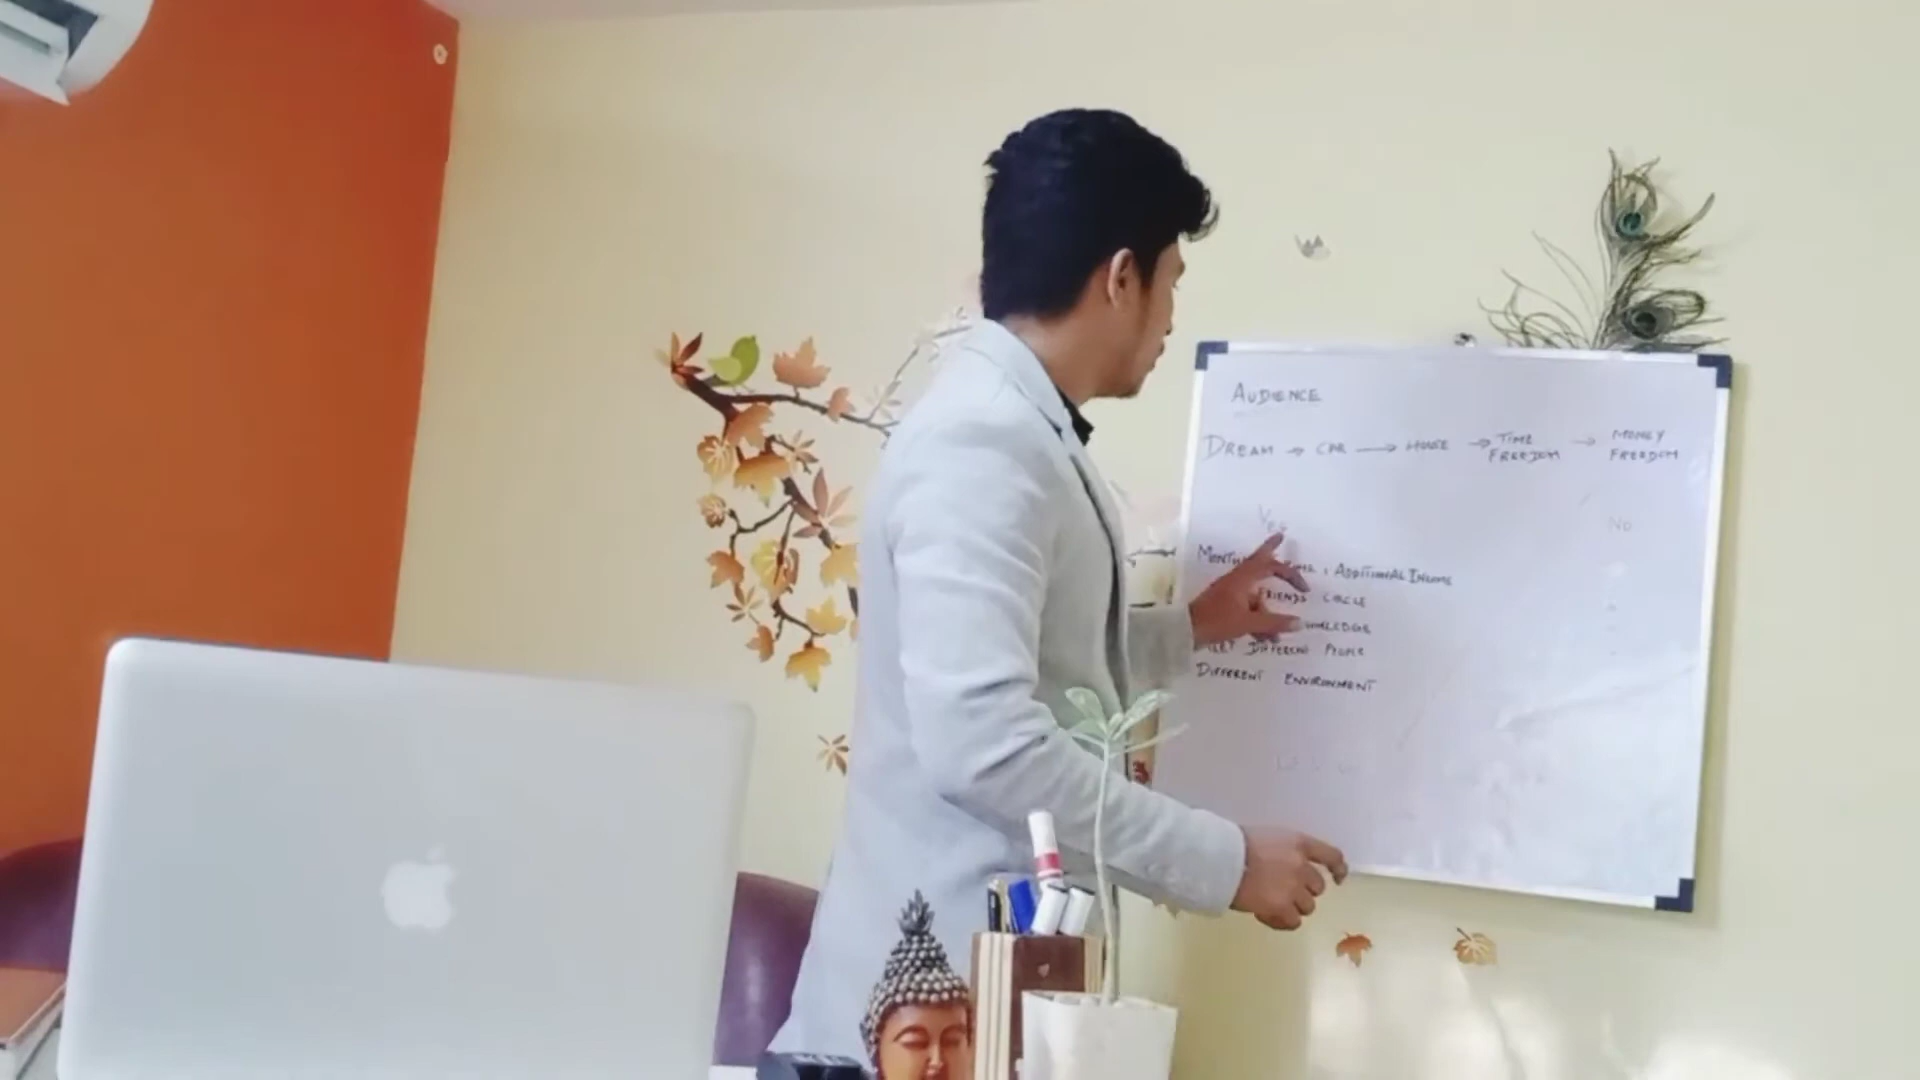 AUDIENCE
DREAM → CAR → HOUSE → TIME FREEDOM → MONEY FREEDOM
Yes No
ADDITIONAL INCOME
FRIENDS CIRCLE
DIFFERENT PEOPLE
DIFFERENT ENVIRONMENT